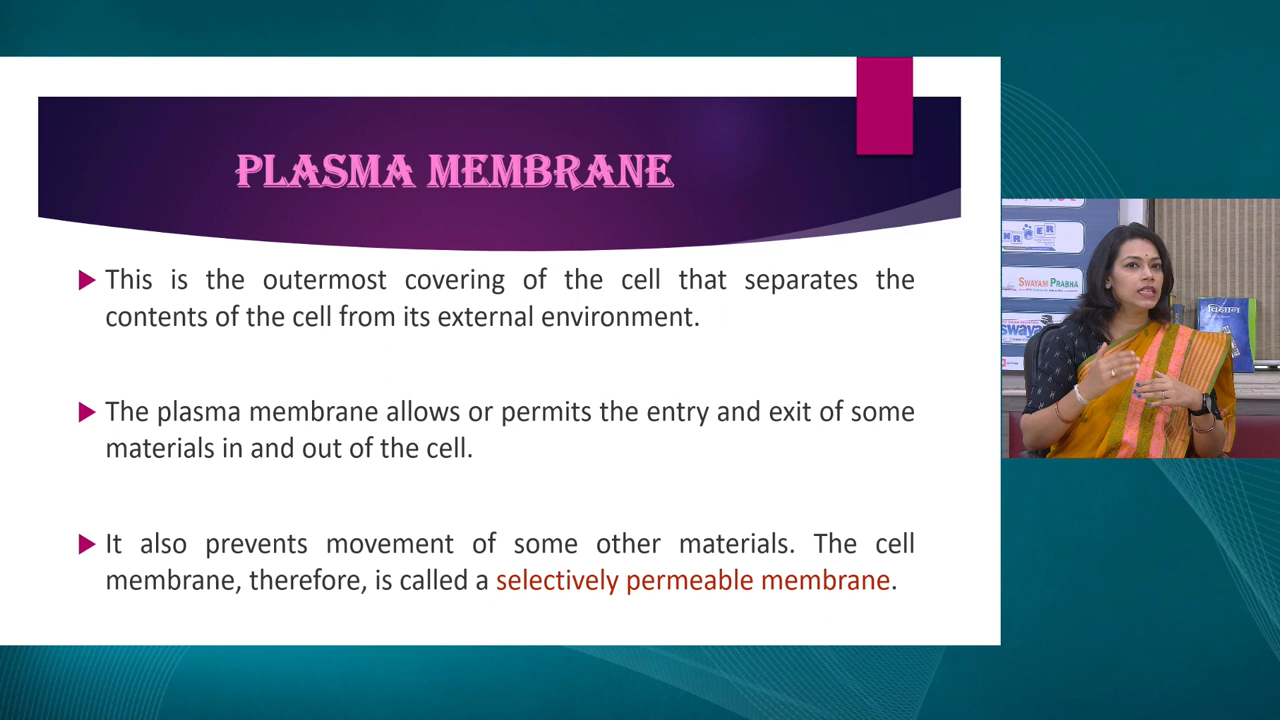 PLASMA MEMBRANE
This is the outermost covering of the cell that separates the
contents of the cell from its external environment.
The plasma membrane allows or permits the entry and exit of some
materials in and out of the cell.
It also prevents movement of some other materials. The cell
membrane, therefore, is called a selectively permeable membrane.
SWAYAM PRABHA
swaya
विज्ञान